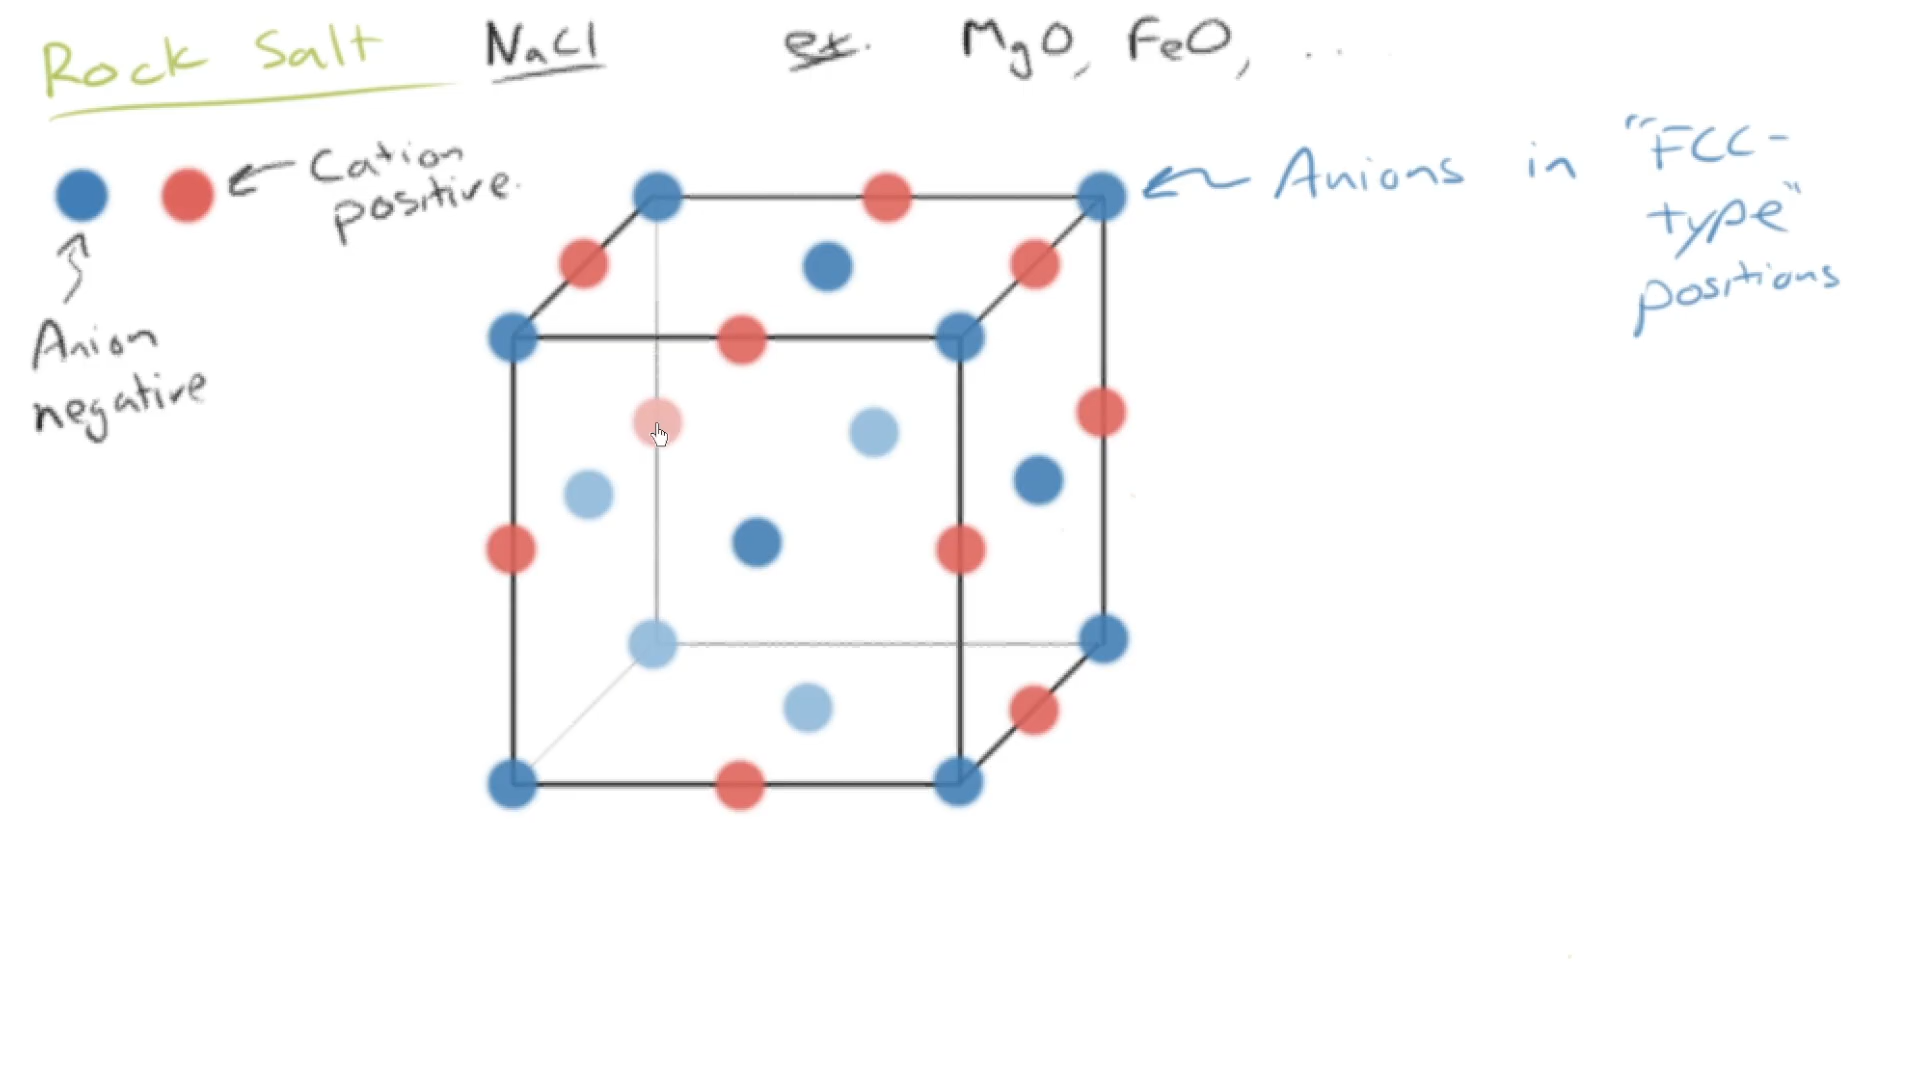 Rock Salt NaCl ex. MgO, FeO, ...
Cation
positive.
Anion
negative
Anions in "FCC-
type"
positions